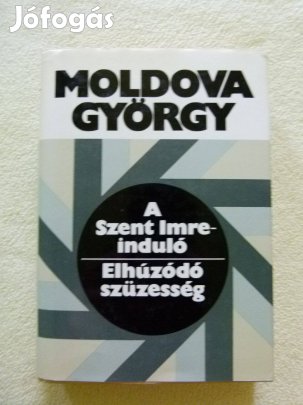 Jófogás
MOLDOVA
GYÖRGY
A
Szent Imre-
induló
Elhúzódó
szüzesség